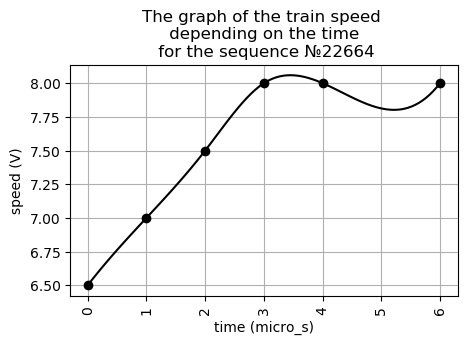 The graph of the train speed
depending on the time
for the sequence №22664
speed (V)
8.00
7.75
7.50
7.25
7.00
6.75
6.50
0
1
2
3
4
5
6
time (micro_s)